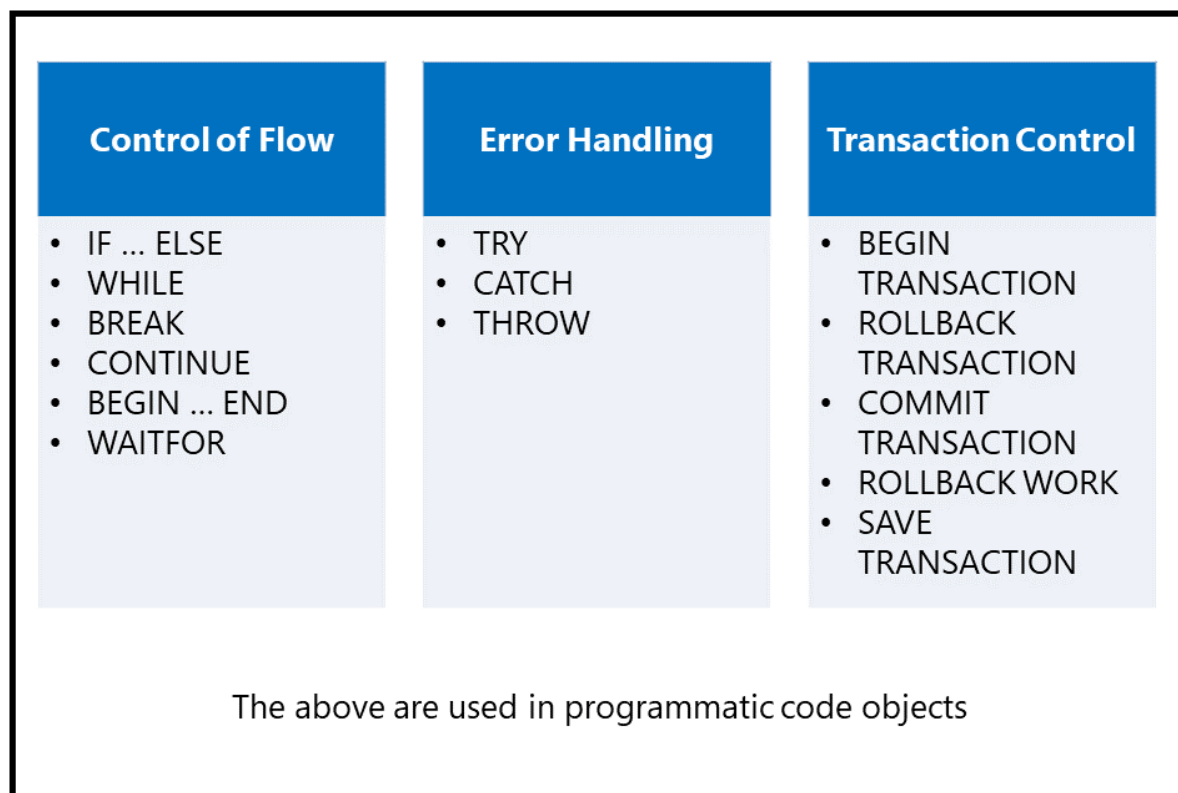 Control of Flow
• IF ... ELSE
• WHILE
• BREAK
• CONTINUE
• BEGIN ... END
• WAITFOR
Error Handling
• TRY
• CATCH
• THROW
Transaction Control
• BEGIN
TRANSACTION
• ROLLBACK
TRANSACTION
• COMMIT
TRANSACTION
• ROLLBACK WORK
• SAVE
TRANSACTION
The above are used in programmatic code objects